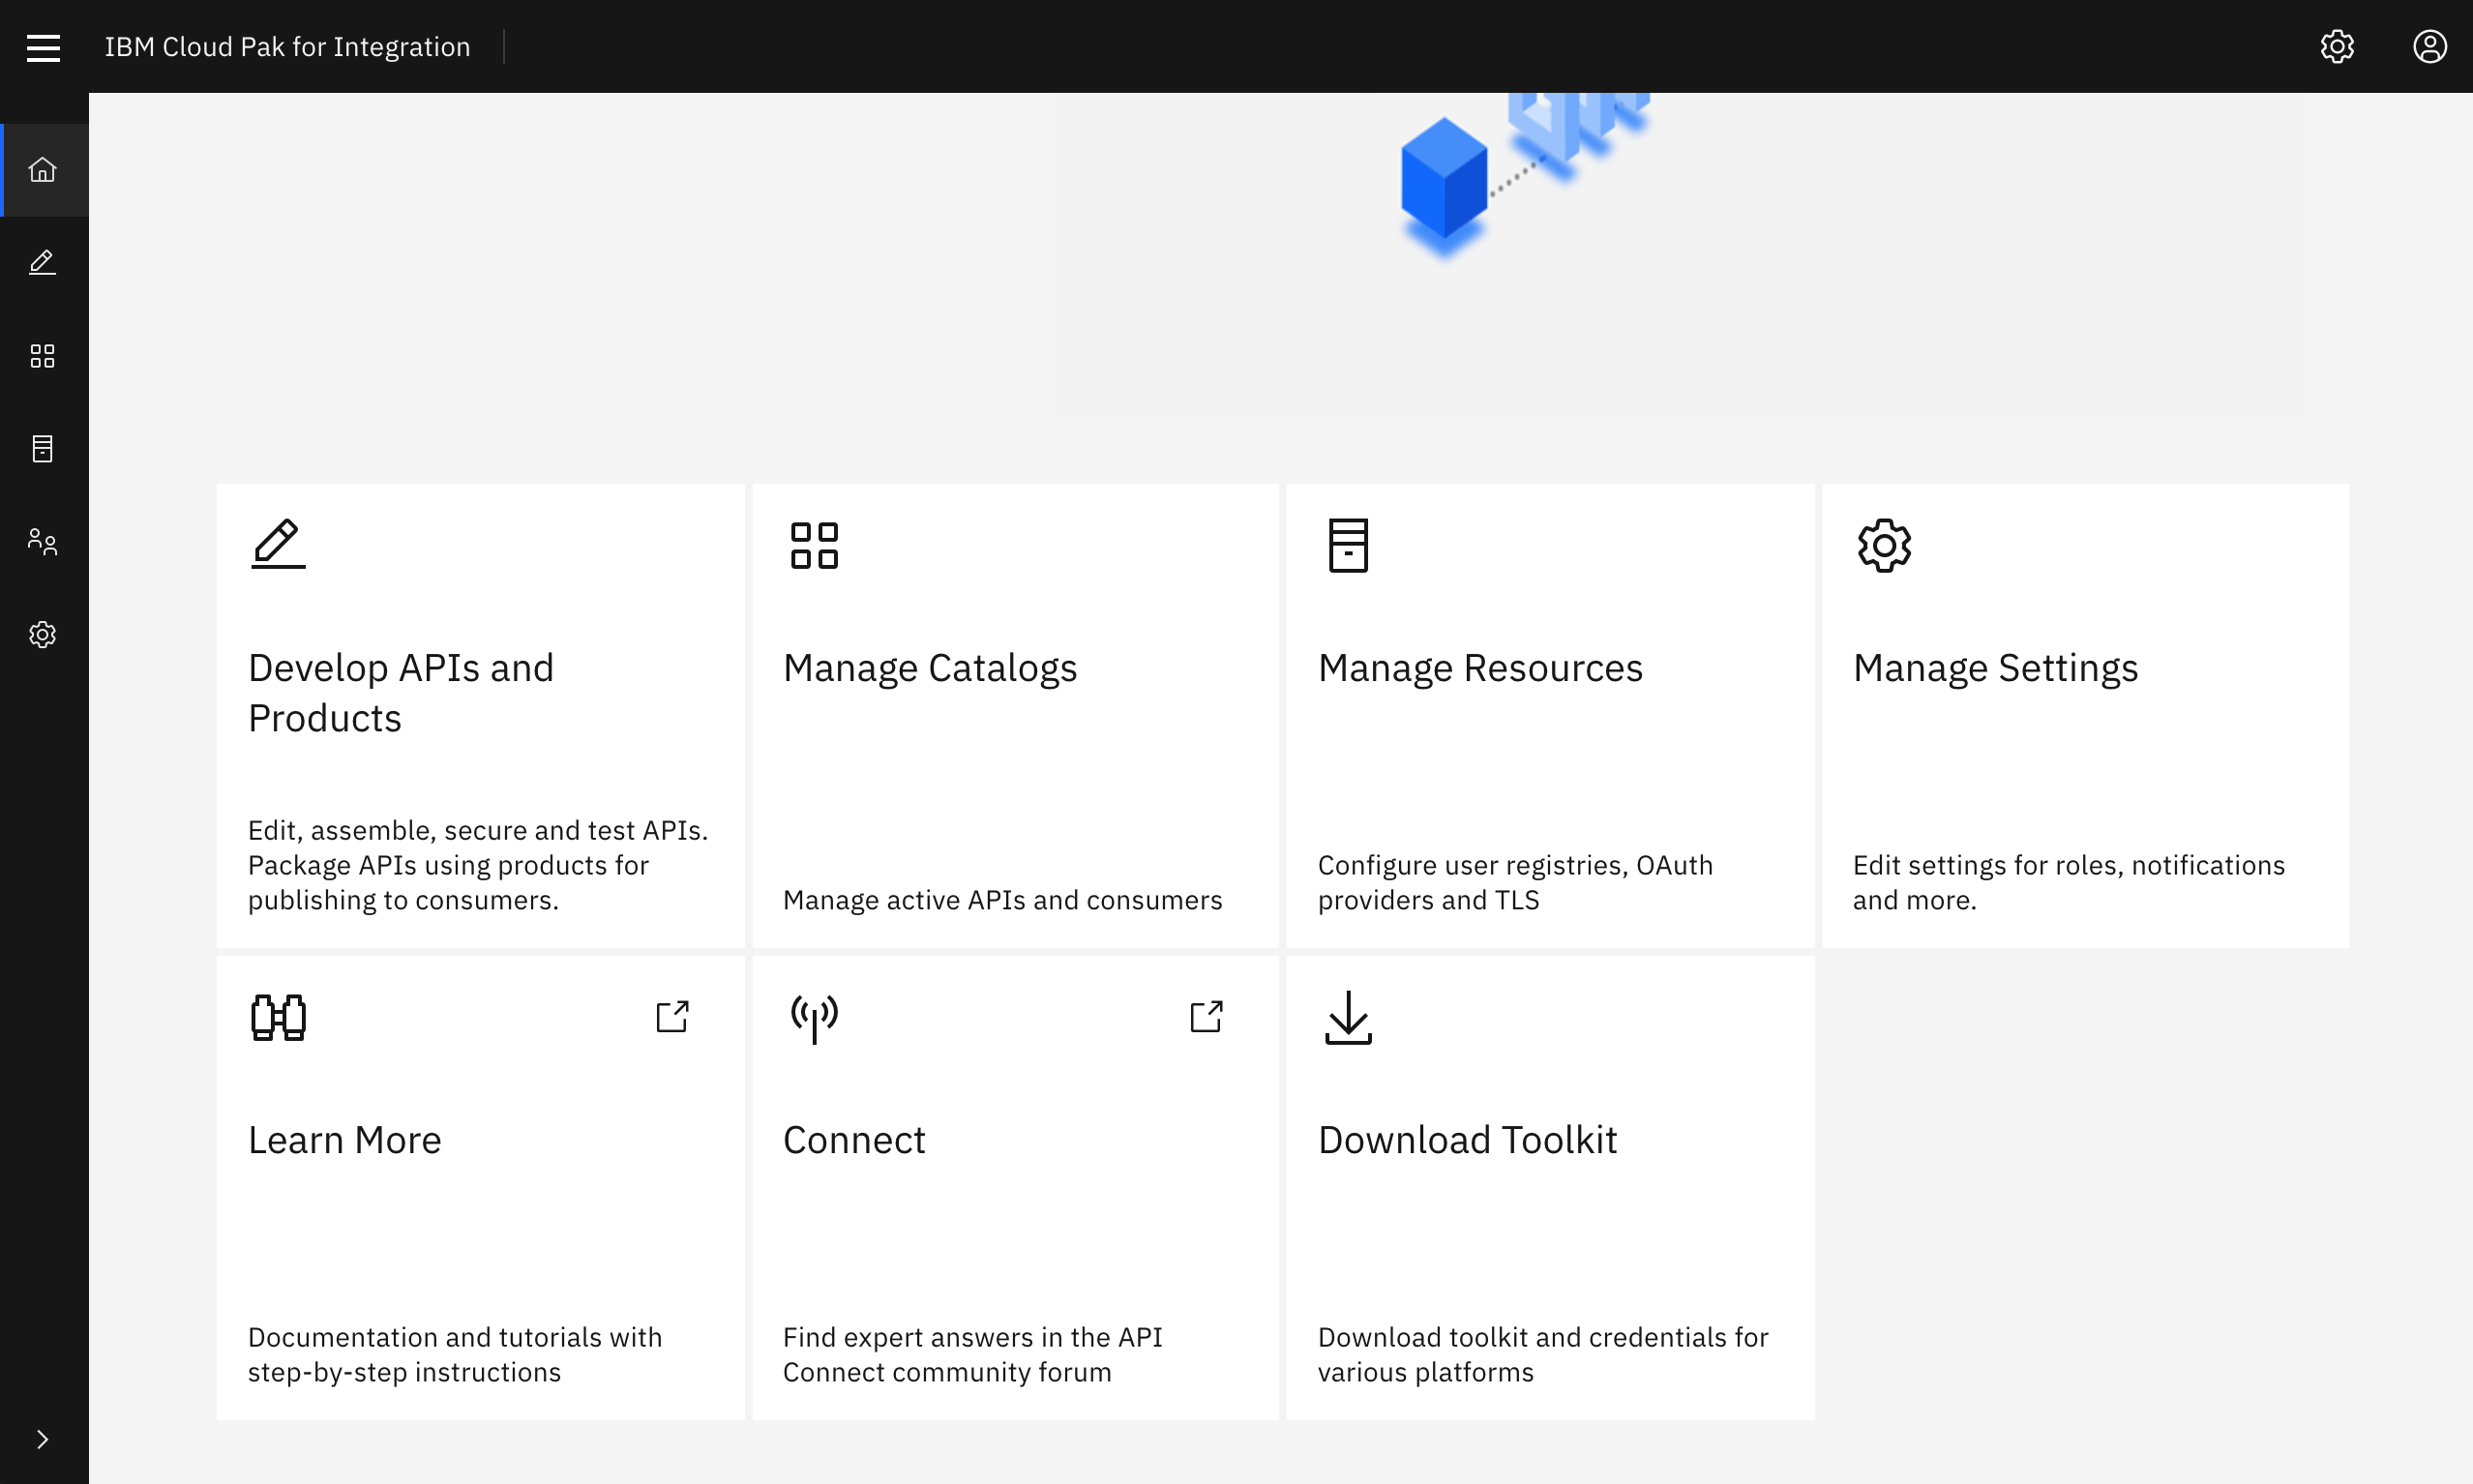 IBM Cloud Pak for Integration
Develop APIs and
Products
Edit, assemble, secure and test APIs.
Package APIs using products for
publishing to consumers.
Manage Catalogs
Manage active APIs and consumers
Manage Resources
Configure user registries, OAuth
providers and TLS
Manage Settings
Edit settings for roles, notifications
and more.
Learn More
Documentation and tutorials with
step-by-step instructions
Connect
Find expert answers in the API
Connect community forum
Download Toolkit
Download toolkit and credentials for
various platforms